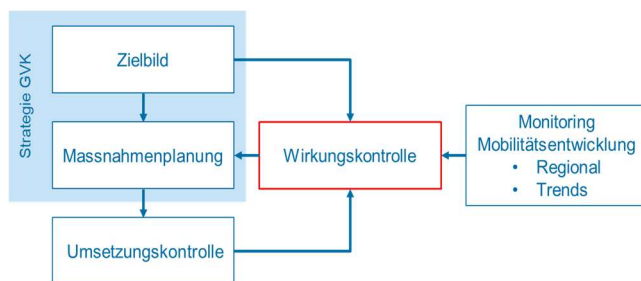 Strategie GVK
Zielbild
Massnahmenplanung
Umsetzungskontrolle
Wirkungskontrolle
Monitoring
Mobilitätsentwicklung
• Regional
• Trends